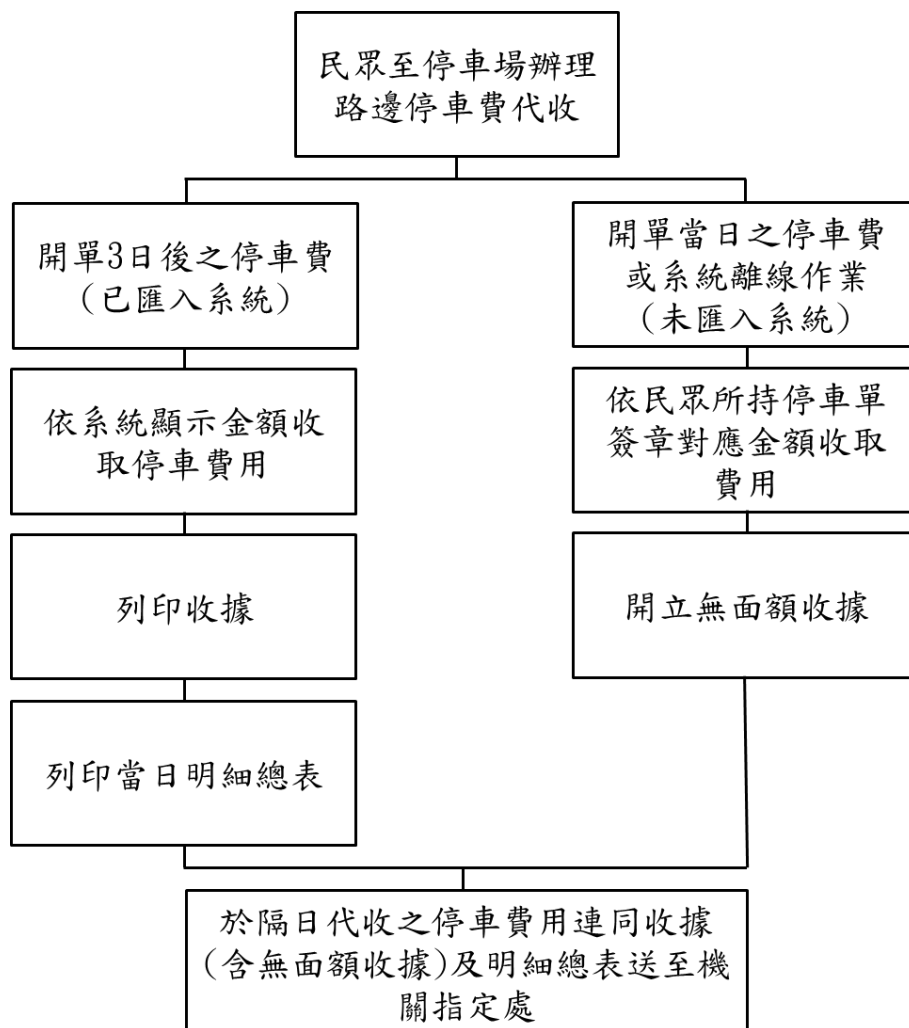 民眾至停車場辦理
路邊停車費代收
開單3日後之停車費
(已匯入系統)
依系統顯示金額收
取停車費用
列印收據
列印當日明細總表
開單當日之停車費
或系統離線作業
(未匯入系統)
依民眾所持停車單
簽章對應金額收取
費用
開立無面額收據
於隔日代收之停車費用連同收據
(含無面額收據)及明細總表送至機
關指定處